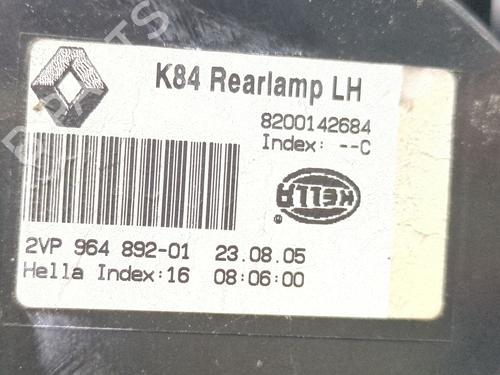 K84 Rearlamp LH
8200142684
Index: --C
HELLA
®
2VP 964 892-01 23.08.05
Hella Index:16 08:06:00